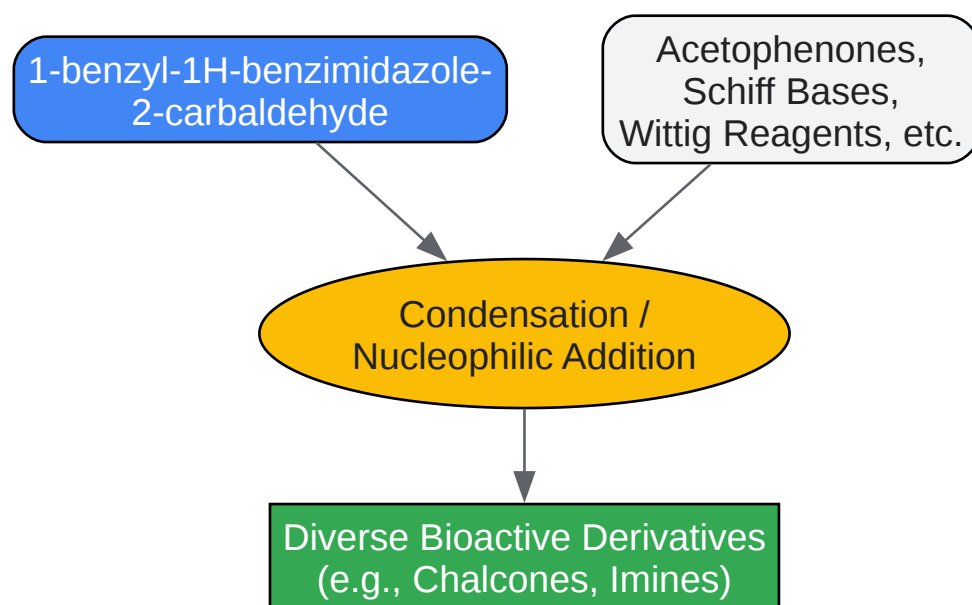 1-benzyl-1H-benzimidazole-
2-carbaldehyde
Acetophenones,
Schiff Bases,
Wittig Reagents, etc.
Condensation /
Nucleophilic Addition
Diverse Bioactive Derivatives
(e.g., Chalcones, Imines)